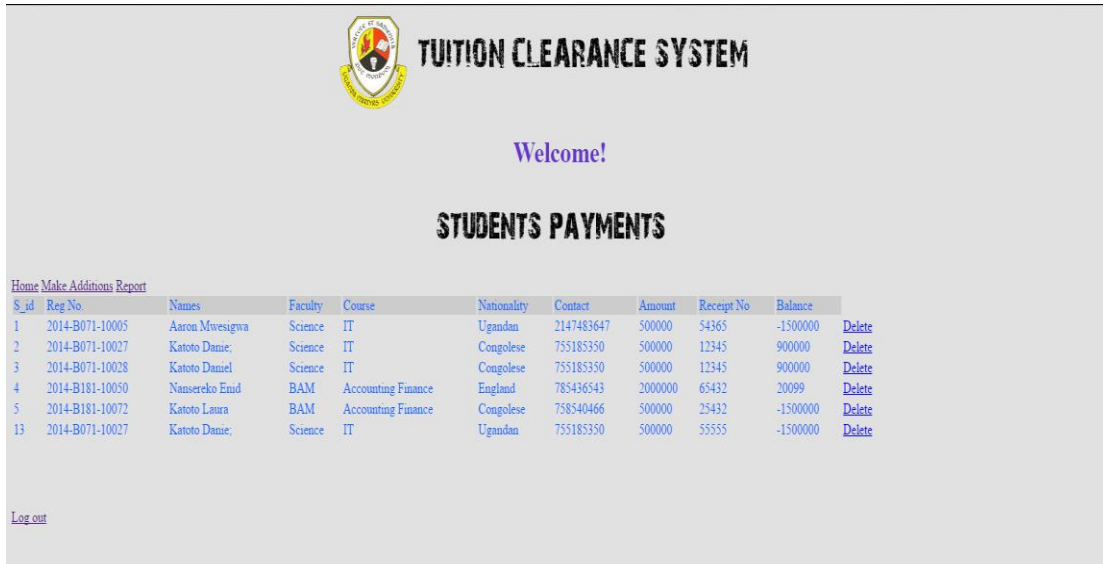 TUITION CLEARANCE SYSTEM
Welcome!
STUDENTS PAYMENTS
Home Make Additions Report
S_id Reg No. Names Faculty Course Nationality Contact Amount Receipt No Balance
1 2014-B071-10005 Aaron Mwesigwa Science IT Ugandan 2147483647 500000 54365 -1500000 Delete
2 2014-B071-10027 Katoto Danie; Science IT Congolese 755185350 500000 12345 900000 Delete
3 2014-B071-10028 Katoto Daniel Science IT Congolese 755185350 500000 12345 900000 Delete
4 2014-B181-10050 Nansereko Enid BAM Accounting Finance England 785436543 2000000 65432 20099 Delete
5 2014-B181-10072 Katoto Laura BAM Accounting Finance Congolese 758540466 500000 25432 -1500000 Delete
13 2014-B071-10027 Katoto Danie; Science IT Ugandan 755185350 500000 55555 -1500000 Delete
Log out